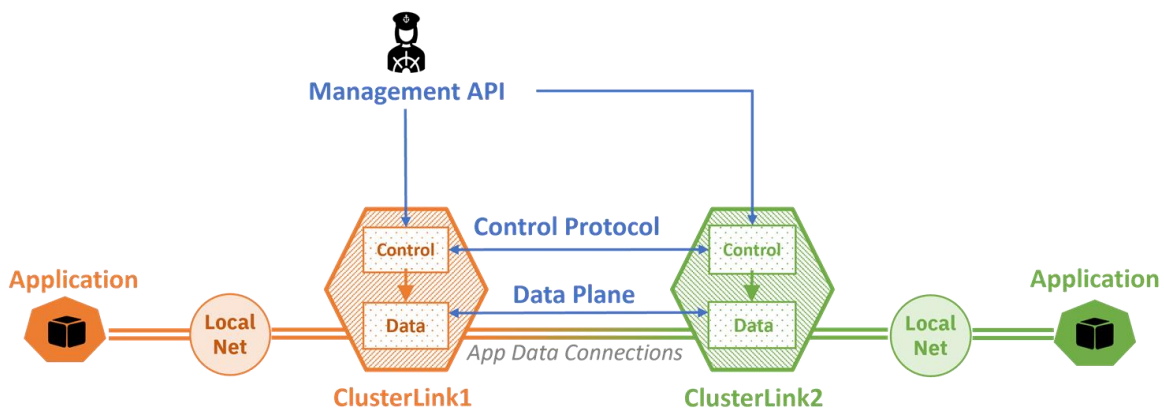 Management API
Control Protocol
Control
Control
Application
Application
Data Plane
Local
Net
Data
Data
Local
Net
App Data Connections
ClusterLink1
ClusterLink2